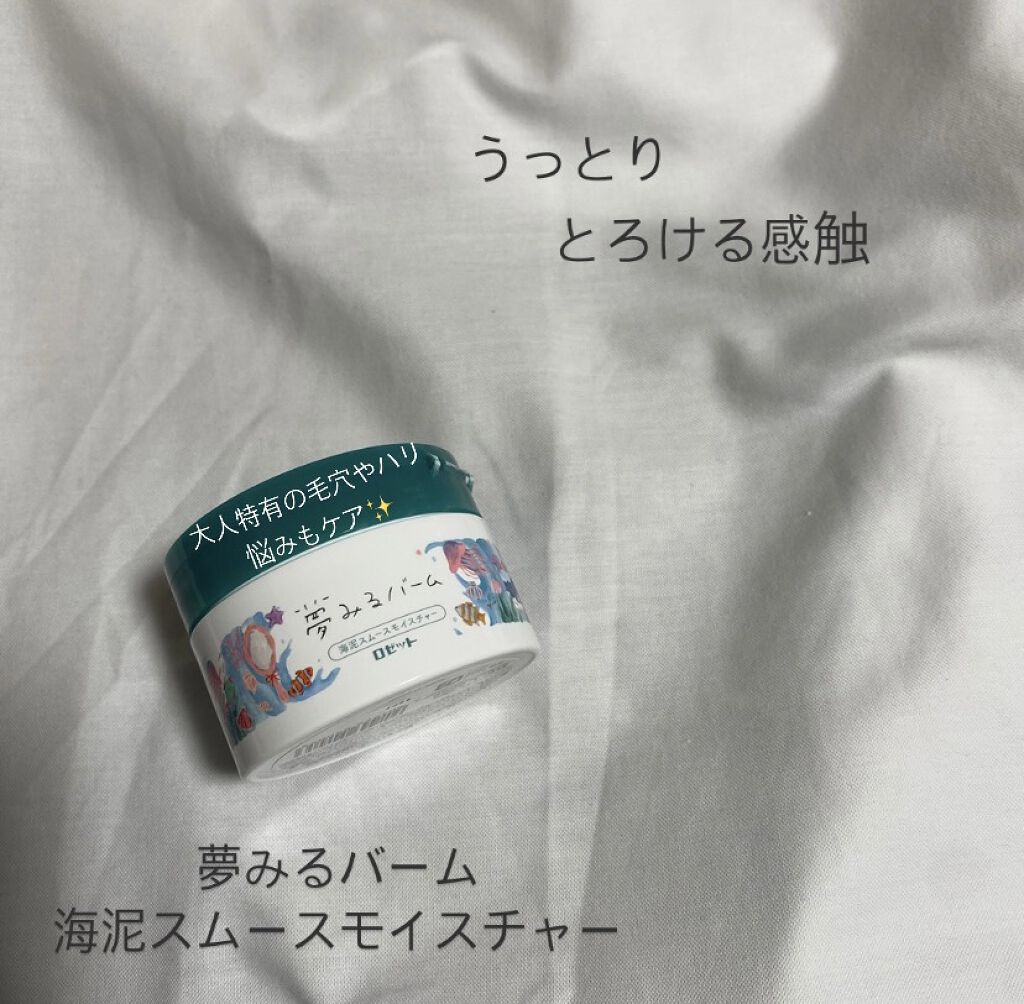 うっとり
とろける感触
大人特有の毛穴やハリ
悩みもケア✨
夢みるバーム
海泥スムースモイスチャー
ロゼット
夢みるバーム
海泥スムースモイスチャー